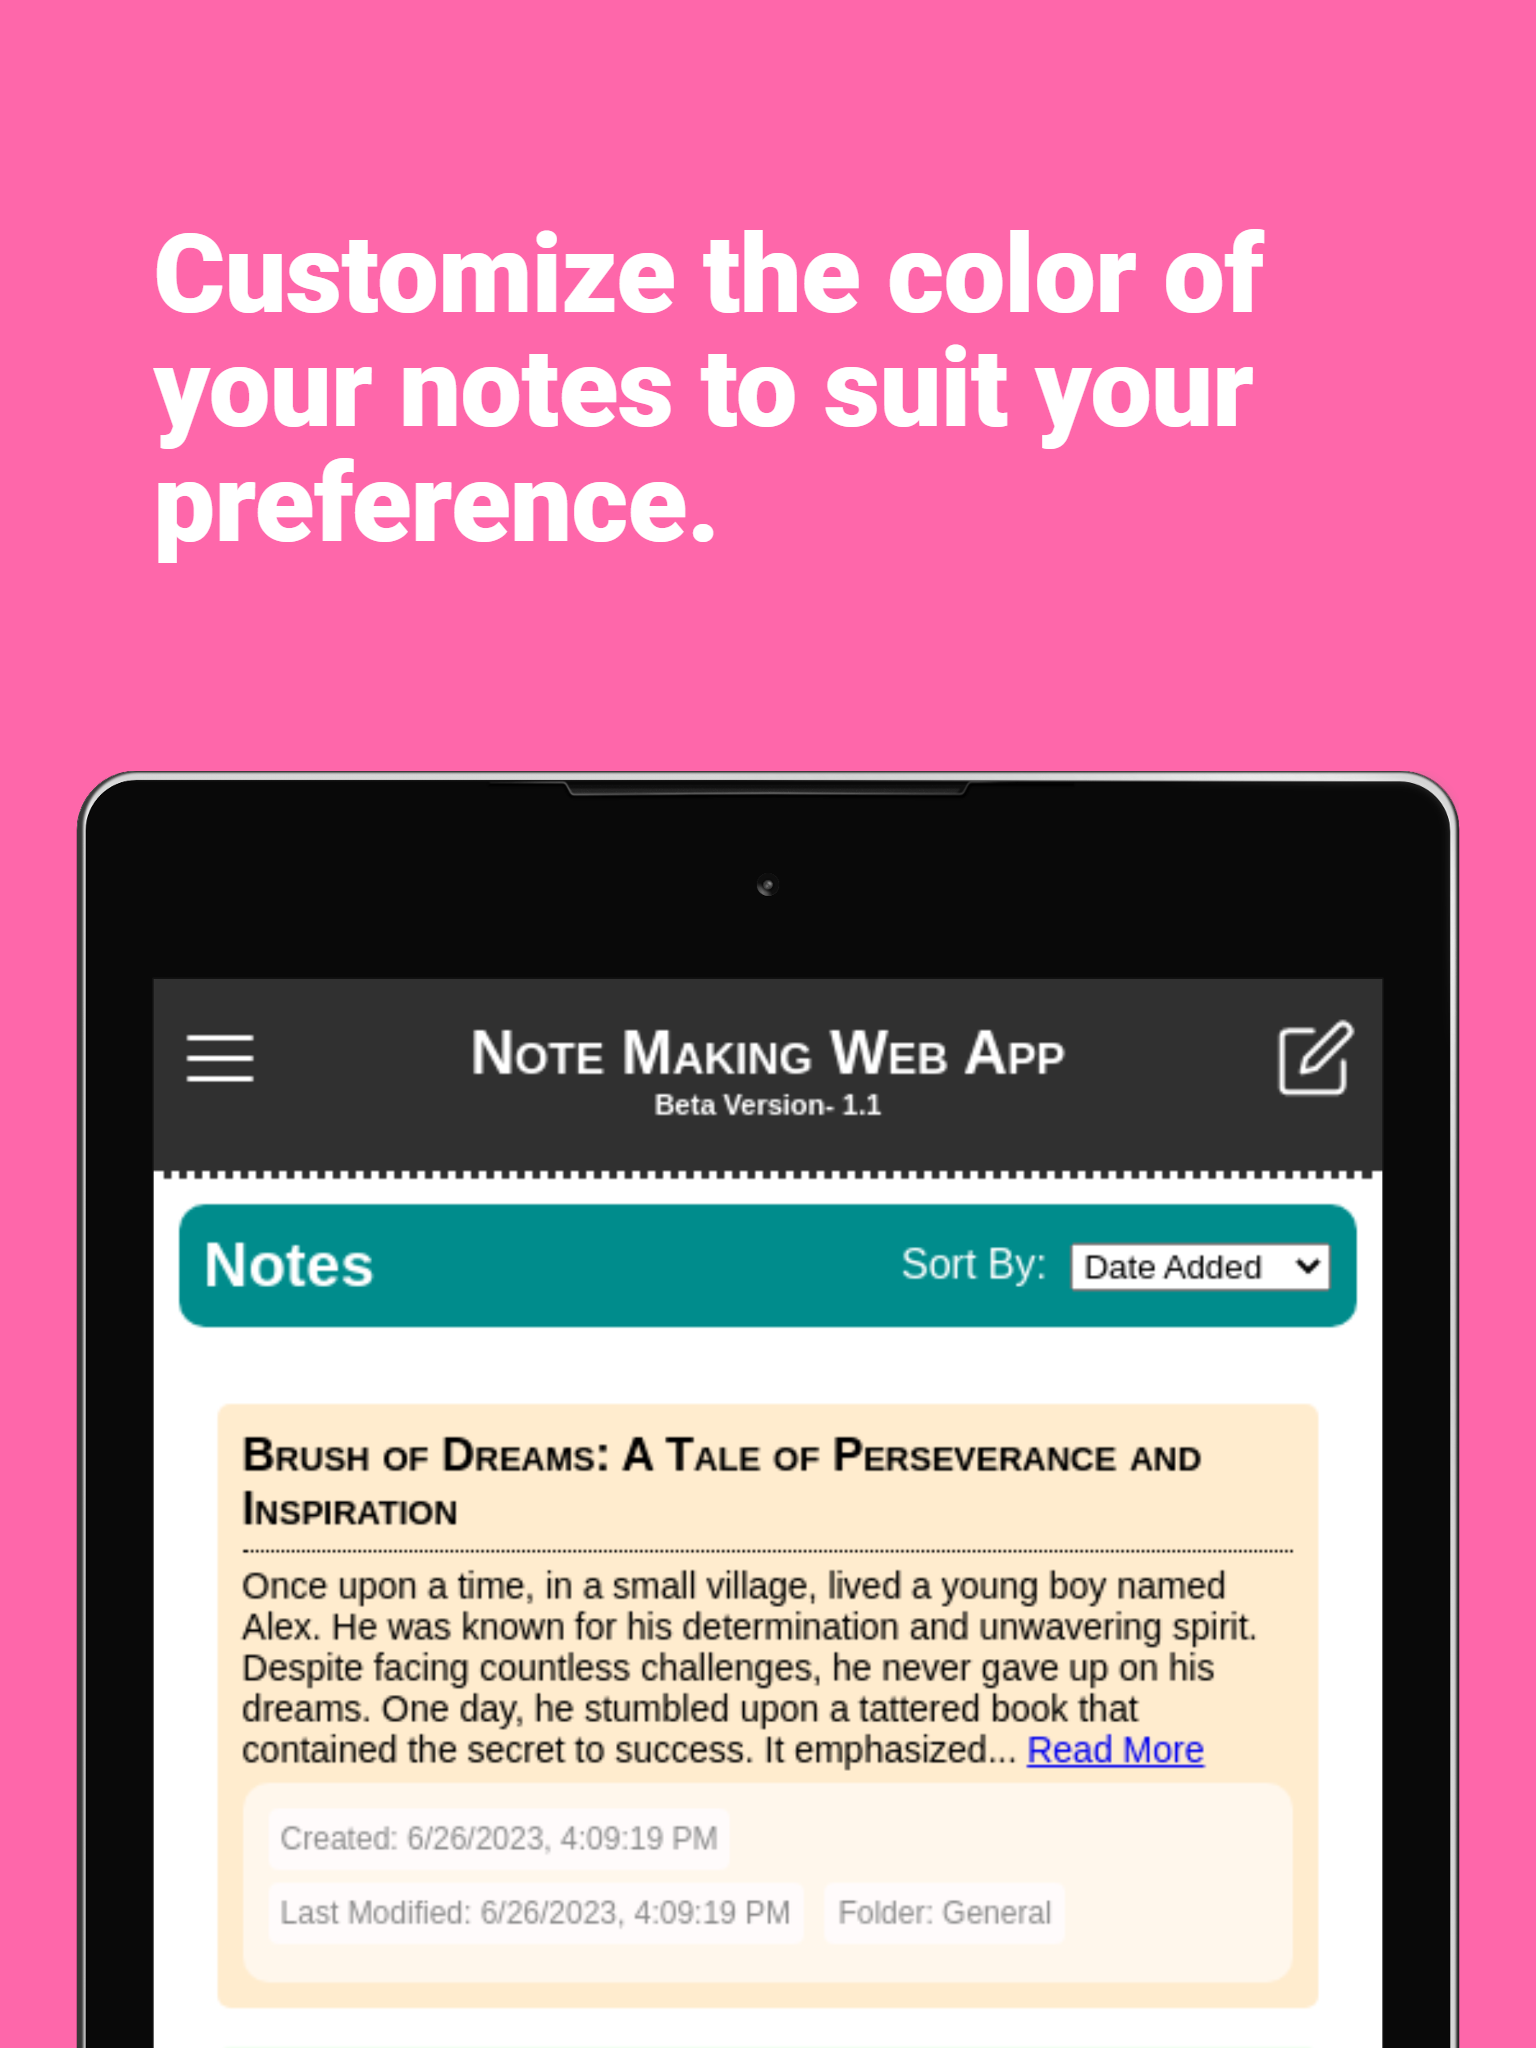 Customize the color of
your notes to suit your
preference.
Note Making Web App
Beta Version- 1.1
Notes
Sort By:
Date Added
Brush of Dreams: A Tale of Perseverance and
Inspiration
Once upon a time, in a small village, lived a young boy named
Alex. He was known for his determination and unwavering spirit.
Despite facing countless challenges, he never gave up on his
dreams. One day, he stumbled upon a tattered book that
contained the secret to success. It emphasized... Read More
Created: 6/26/2023, 4:09:19 PM
Last Modified: 6/26/2023, 4:09:19 PM
Folder: General